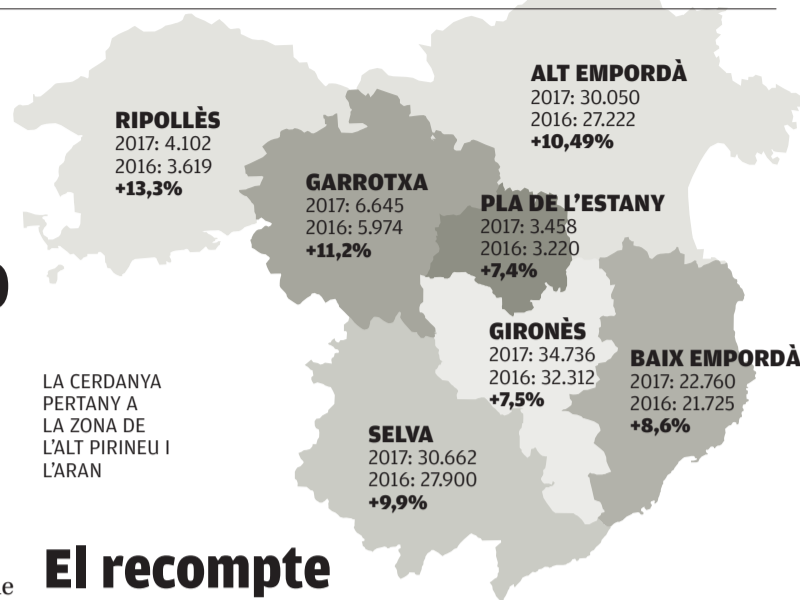 ALT EMPORDÀ
2017: 30.050
2016: 27.222
+10,49%
RIPOLLÈS
2017: 4.102
2016: 3.619
+13,3%
GARROTXA
2017: 6.645
2016: 5.974
+11,2%
PLA DE L'ESTANY
2017: 3.458
2016: 3.220
+7,4%
GIRONÈS
2017: 34.736
2016: 32.312
+7,5%
BAIX EMPORDÀ
2017: 22.760
2016: 21.725
+8,6%
LA CERDANYA
PERTANY A
LA ZONA DE
L'ALT PIRINEU I
L'ARAN
SELVA
2017: 30.662
2016: 27.900
+9,9%
El recompte